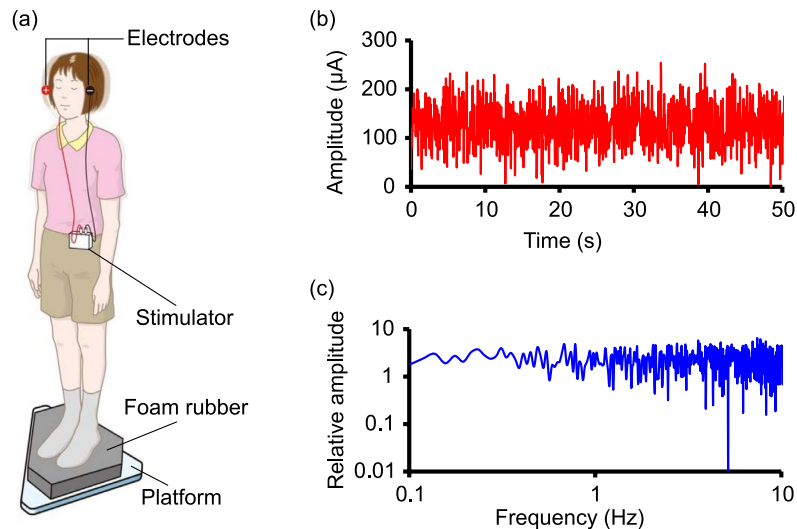 (a)
Electrodes
+
−
Stimulator
Foam rubber
Platform
(b)
Amplitude (μA)
300
200
100
0
0 10 20 30 40 50
Time (s)
(c)
Relative amplitude
10
1
0.1
0.01
0.1 1 10
Frequency (Hz)